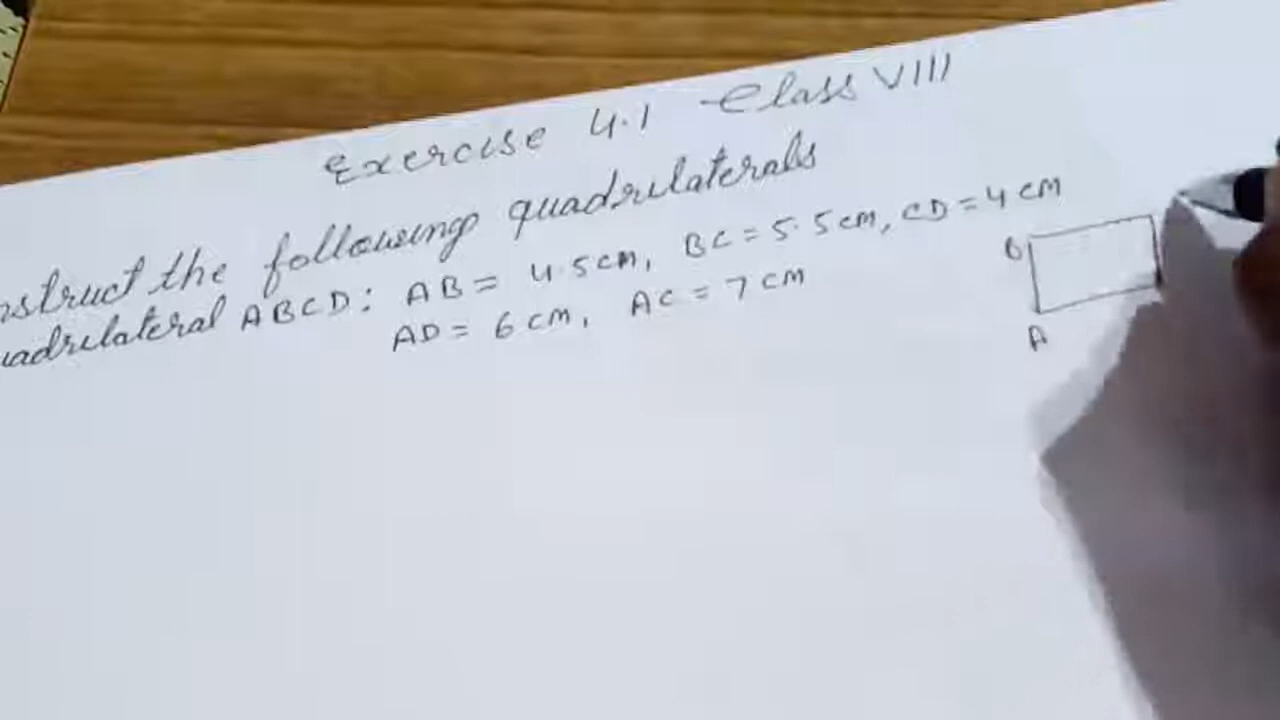 Exercise 4.1 Class VIII
nstruct the following quadrilaterals
uadrilateral ABCD: AB = 4.5 cm, BC = 5.5 cm, CD = 4 cm
AD = 6 cm, AC = 7 cm
B
A